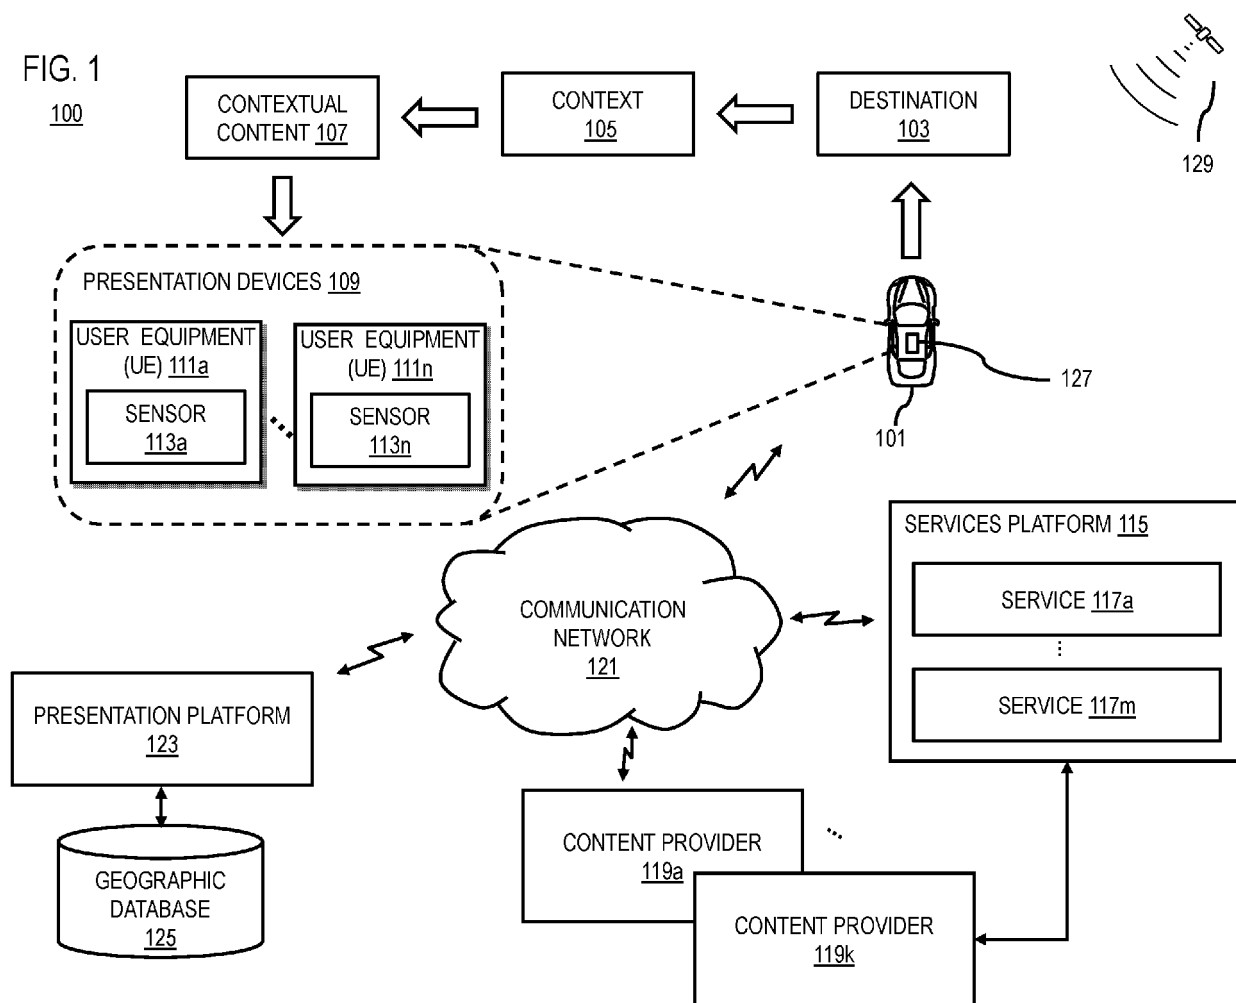 FIG. 1
100
CONTEXTUAL
CONTENT 107
CONTEXT
105
DESTINATION
103
129
PRESENTATION DEVICES 109
USER EQUIPMENT
(UE) 111a
SENSOR
113a
USER EQUIPMENT
(UE) 111n
SENSOR
113n
127
101
SERVICES PLATFORM 115
SERVICE 117a
SERVICE 117m
COMMUNICATION
NETWORK
121
PRESENTATION PLATFORM
123
GEOGRAPHIC
DATABASE
125
CONTENT PROVIDER
119a
CONTENT PROVIDER
119k